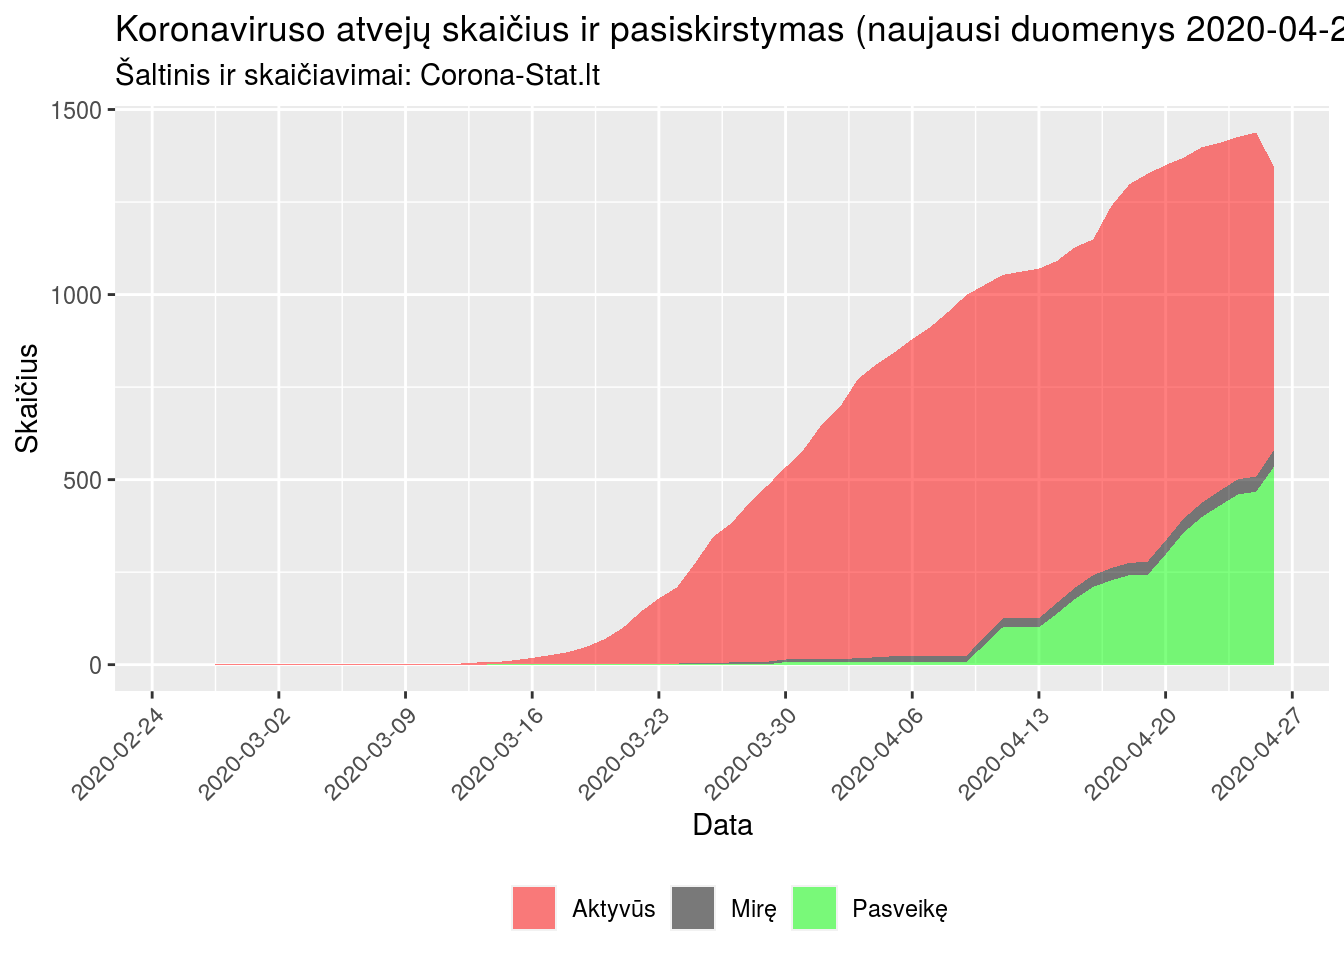 Koronaviruso atvejų skaičius ir pasiskirstymas (naujausi duomenys 2020-04-2
Šaltinis ir skaičiavimai: Corona-Stat.lt
1500
1000
500
0
Skaičius
2020-02-24
2020-03-02
2020-03-09
2020-03-16
2020-03-23
2020-03-30
2020-04-06
2020-04-13
2020-04-20
2020-04-27
Data
Aktyvūs
Mirę
Pasveikę